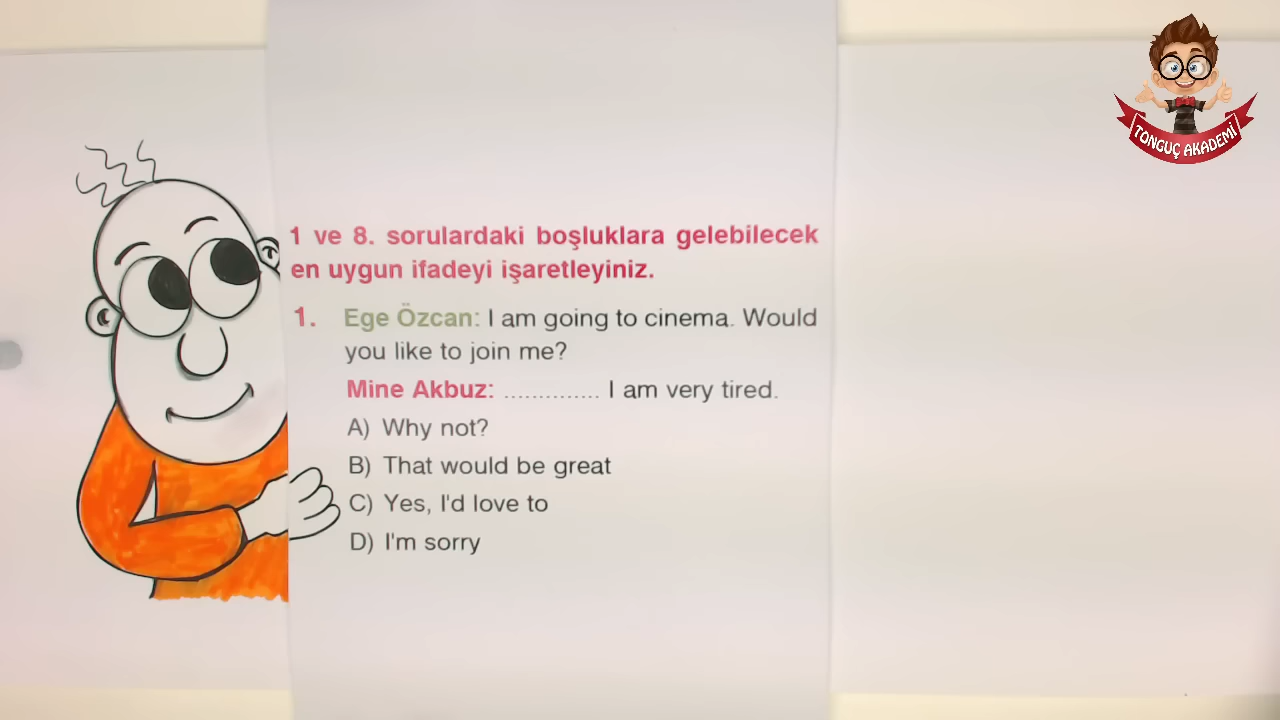 TONGUÇ AKADEMİ
1 ve 8. sorulardaki boşluklara gelebilecek
en uygun ifadeyi işaretleyiniz.
1. Ege Özcan: I am going to cinema. Would
you like to join me?
Mine Akbuz: .............. I am very tired.
A) Why not?
B) That would be great
C) Yes, I'd love to
D) I'm sorry